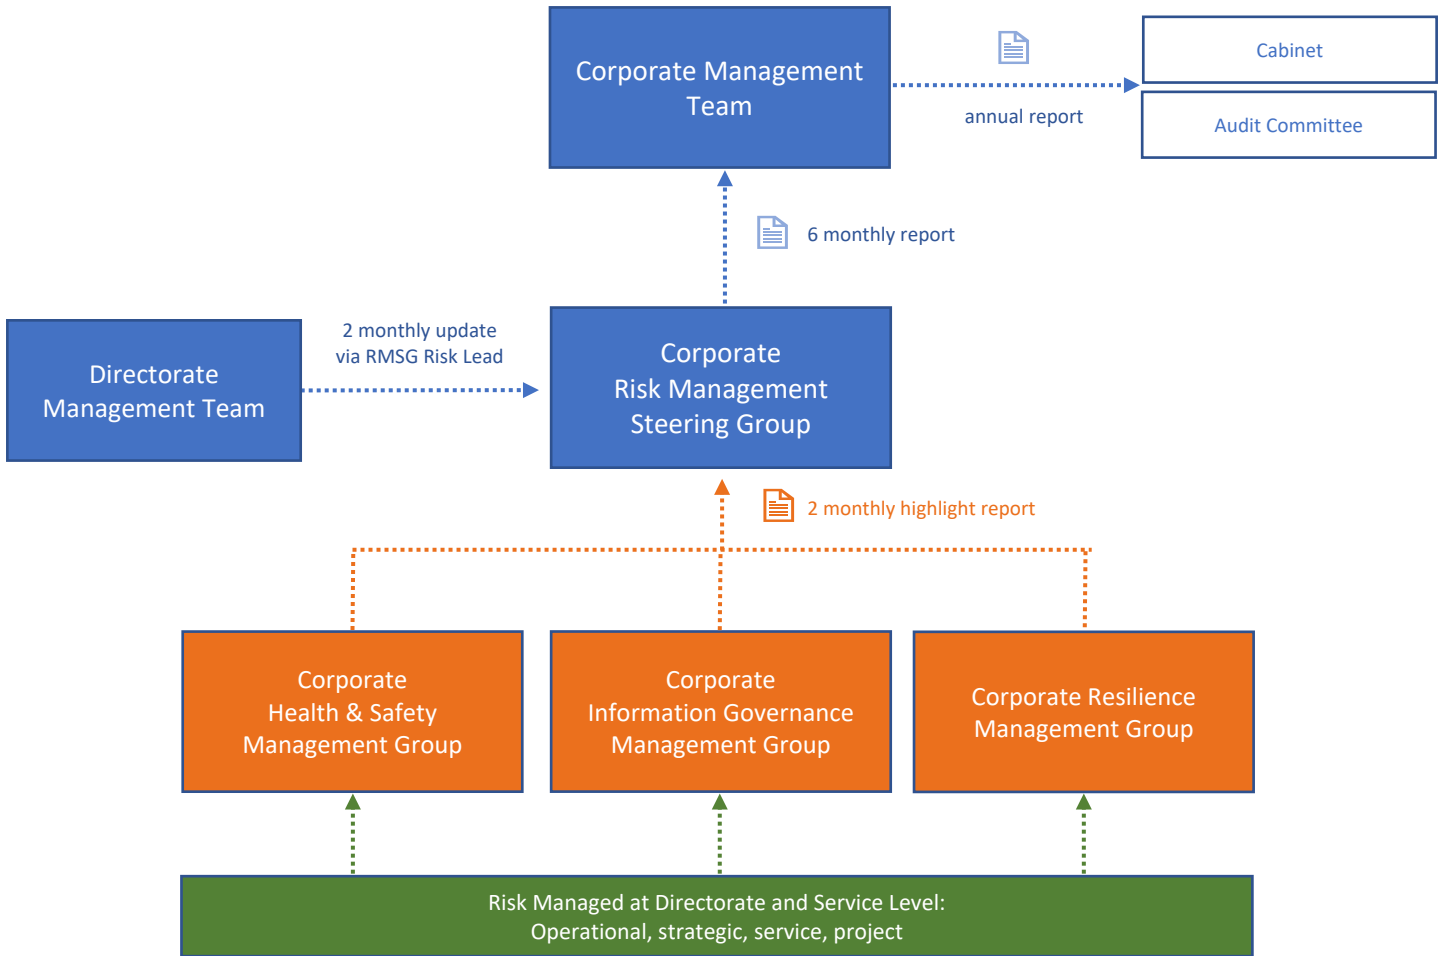 Corporate Management
Team
annual report
Cabinet
Audit Committee
6 monthly report
Directorate
Management Team
2 monthly update
via RMSG Risk Lead
Corporate
Risk Management
Steering Group
2 monthly highlight report
Corporate
Health & Safety
Management Group
Corporate
Information Governance
Management Group
Corporate Resilience
Management Group
Risk Managed at Directorate and Service Level:
Operational, strategic, service, project